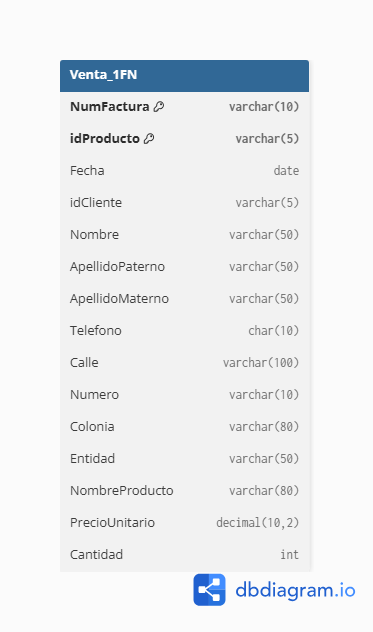 Venta_1FN
NumFactura varchar(10)
idProducto varchar(5)
Fecha date
idCliente varchar(5)
Nombre varchar(50)
ApellidoPaterno varchar(50)
ApellidoMaterno varchar(50)
Telefono char(10)
Calle varchar(100)
Numero varchar(10)
Colonia varchar(80)
Entidad varchar(50)
NombreProducto varchar(80)
PrecioUnitario decimal(10,2)
Cantidad int
dbdiagram.io